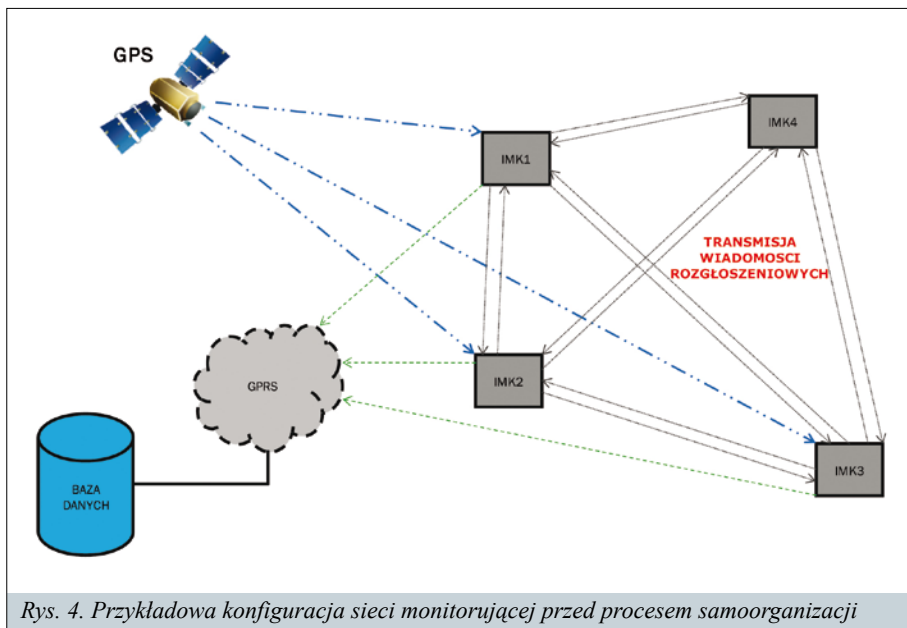 GPS
IMK1
IMK4
TRANSMISJA
WIADOMOŚCI
ROZGŁOSZENIOWYCH
IMK2
GPRS
IMK3
BAZA
DANYCH
Rys. 4. Przykładowa konfiguracja sieci monitorującej przed procesem samoorganizacji